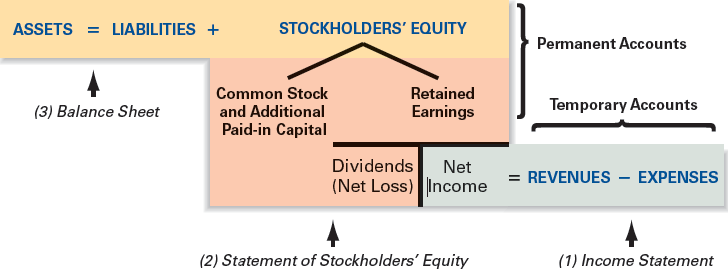 ASSETS = LIABILITIES + STOCKHOLDERS' EQUITY
Permanent Accounts
Common Stock
and Additional
Paid-in Capital
Retained
Earnings
(3) Balance Sheet
Temporary Accounts
Dividends
(Net Loss)
Net
Income
= REVENUES − EXPENSES
(2) Statement of Stockholders' Equity
(1) Income Statement